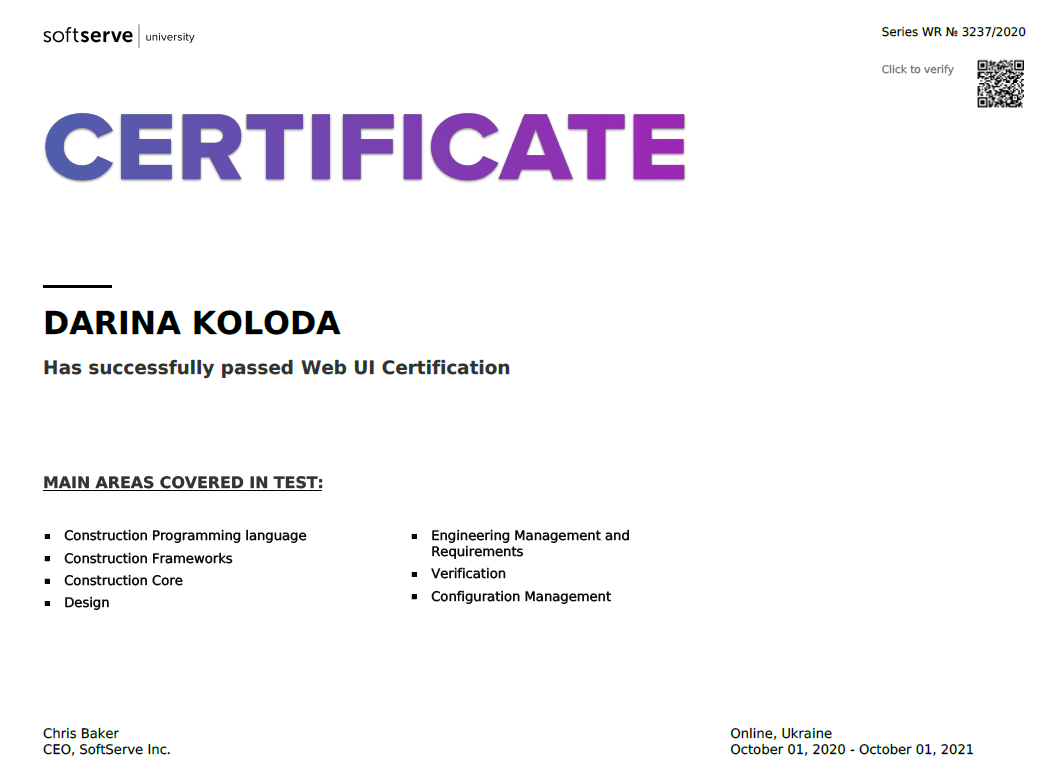 softserve university
Series WR № 3237/2020
Click to verify
CERTIFICATE
DARINA KOLODA
Has successfully passed Web UI Certification
MAIN AREAS COVERED IN TEST:
▪ Construction Programming language
▪ Construction Frameworks
▪ Construction Core
▪ Design
▪ Engineering Management and
Requirements
▪ Verification
▪ Configuration Management
Chris Baker
CEO, SoftServe Inc.
Online, Ukraine
October 01, 2020 - October 01, 2021